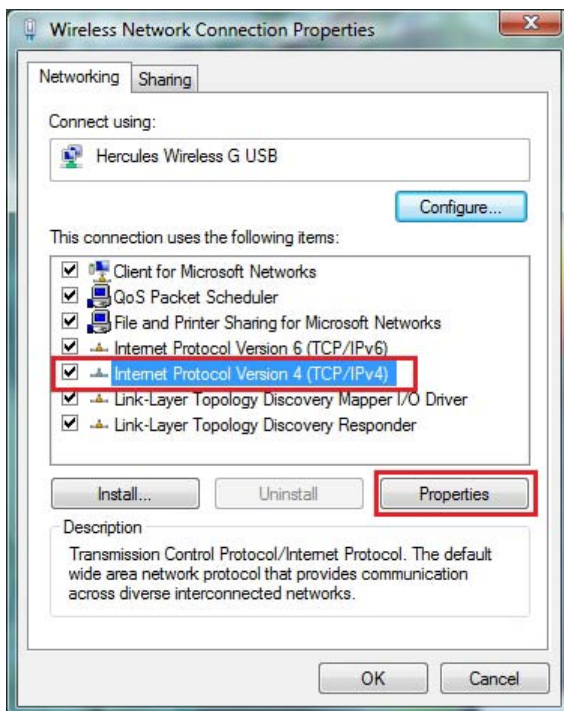 Wireless Network Connection Properties
Networking
Sharing
Connect using:
Hercules Wireless G USB
Configure...
This connection uses the following items:
Client for Microsoft Networks
QoS Packet Scheduler
File and Printer Sharing for Microsoft Networks
Internet Protocol Version 6 (TCP/IPv6)
Internet Protocol Version 4 (TCP/IPv4)
Link-Layer Topology Discovery Mapper I/O Driver
Link-Layer Topology Discovery Responder
Install...
Uninstall
Properties
Description
Transmission Control Protocol/Internet Protocol. The default
wide area network protocol that provides communication
across diverse interconnected networks.
OK
Cancel